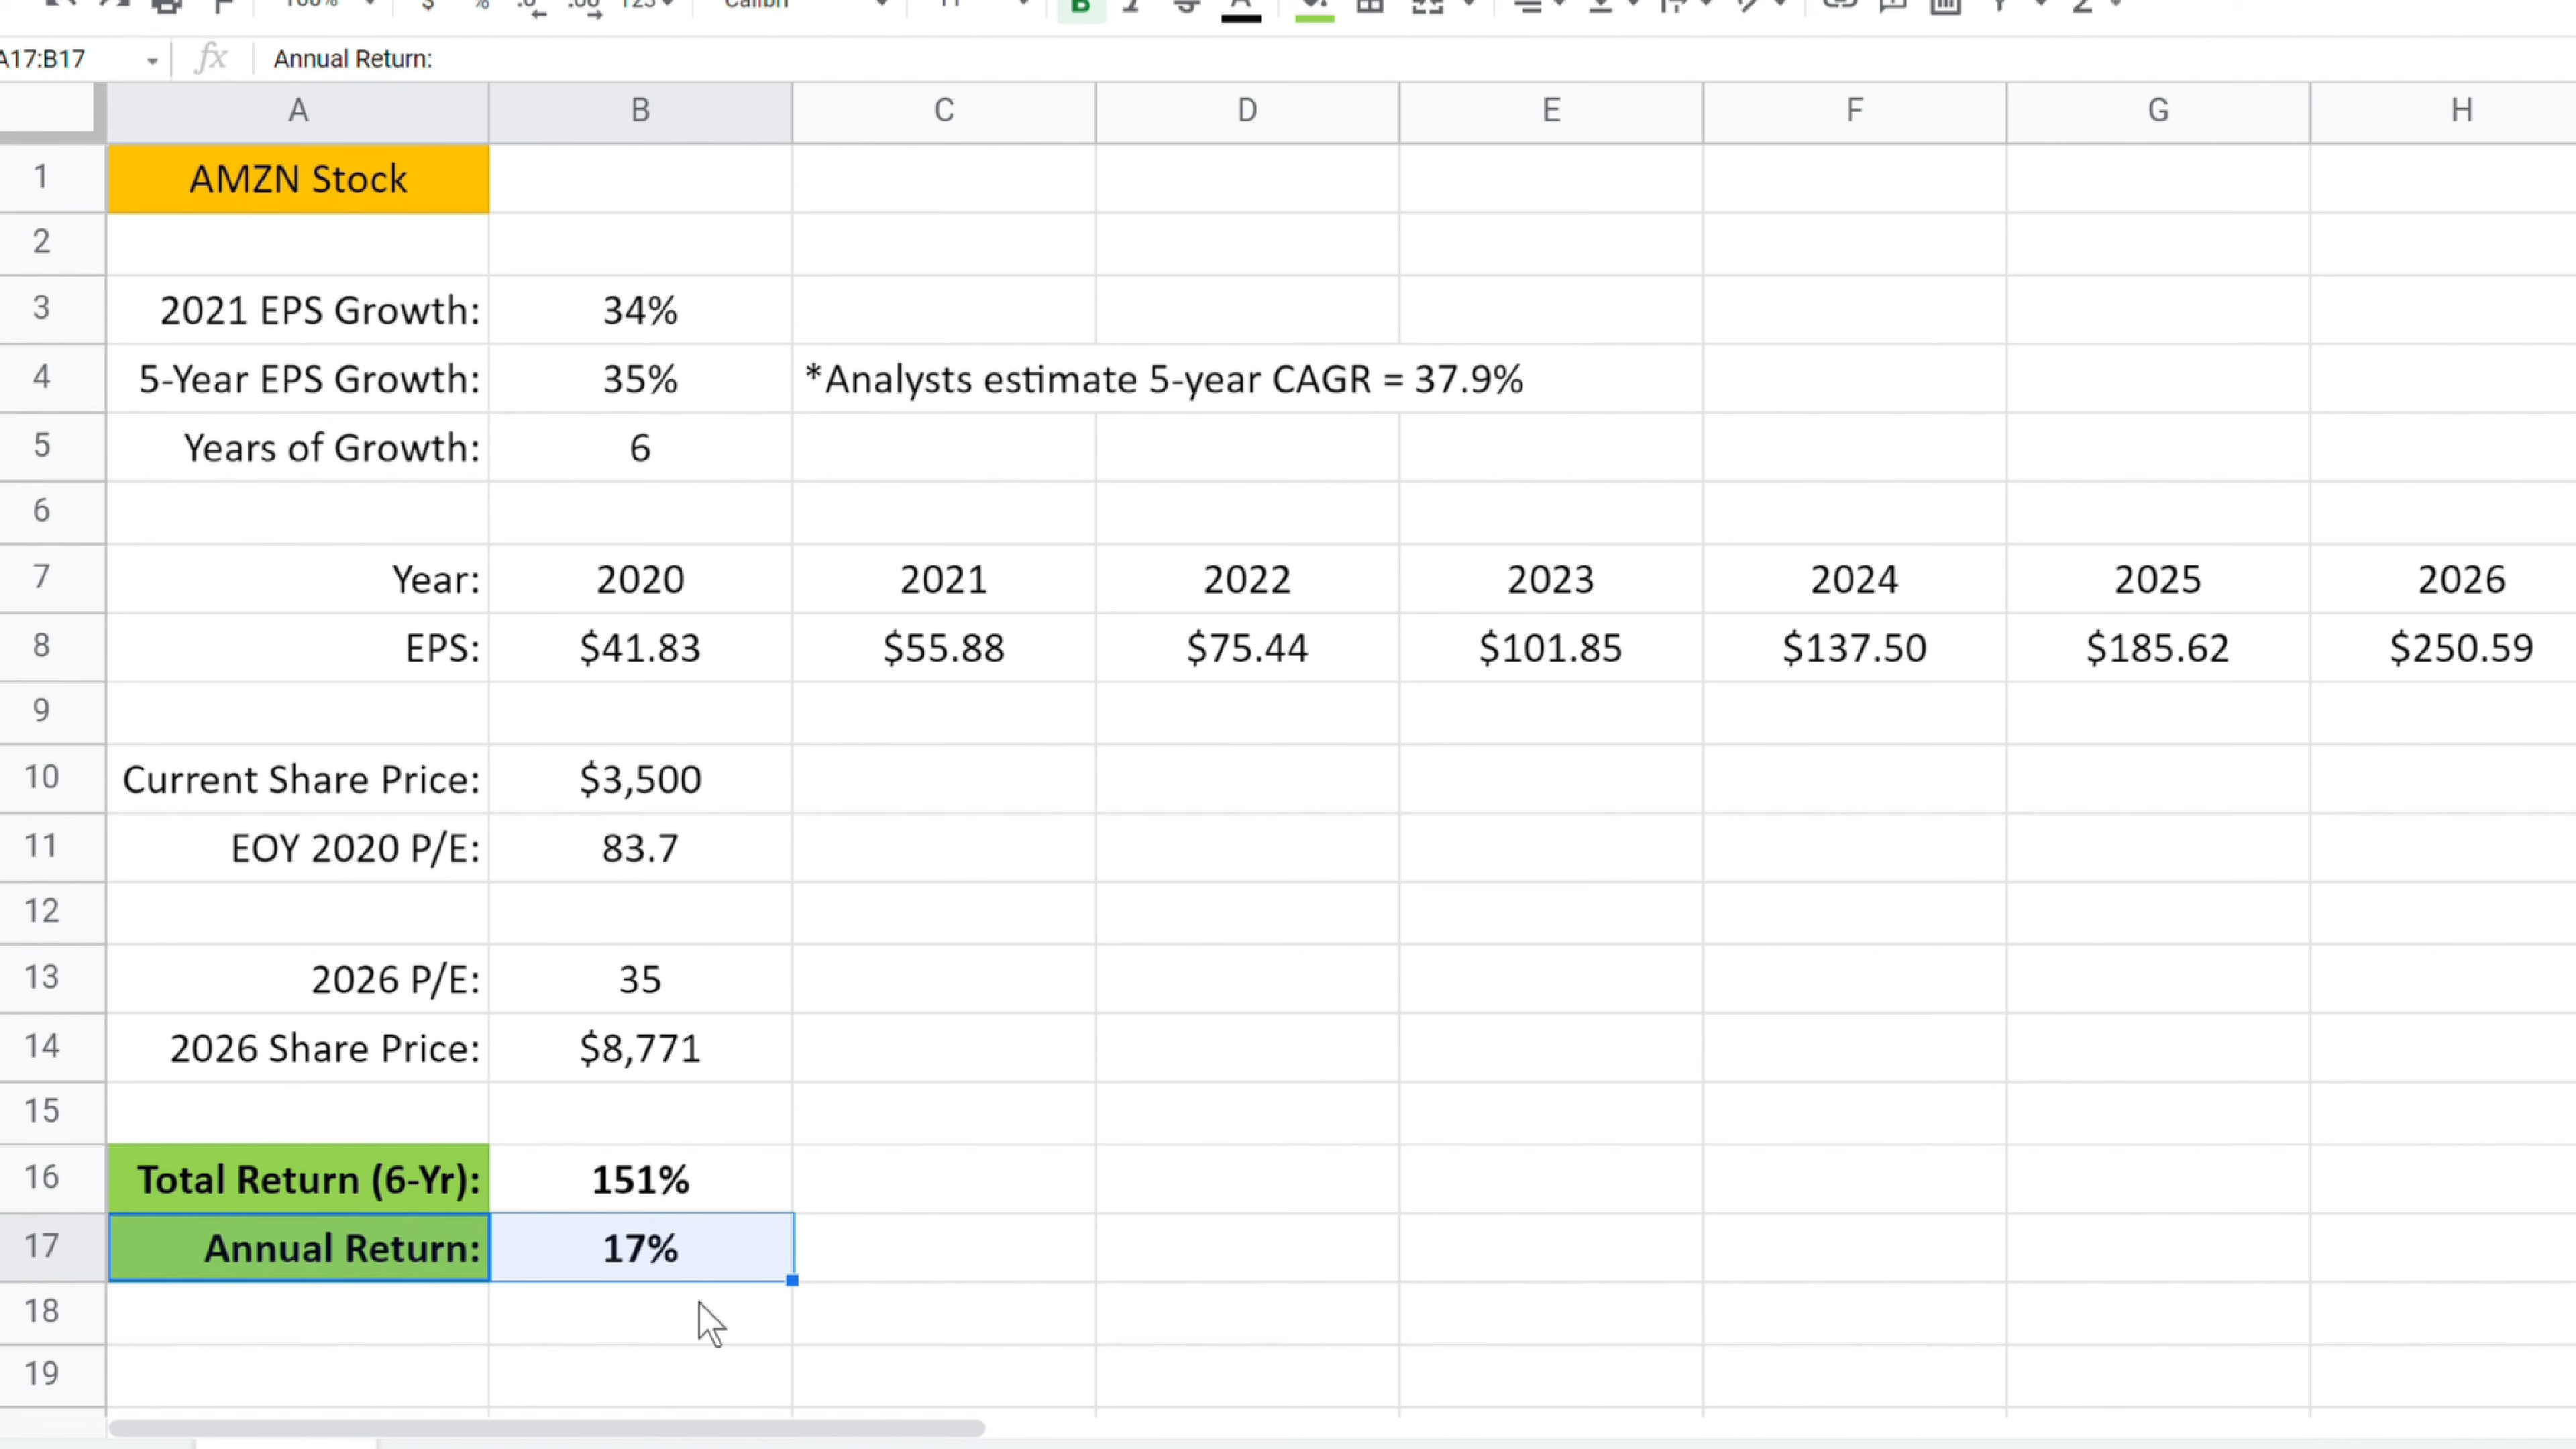 A17:B17 fx Annual Return:
A B C D E F G H
1 AMZN Stock
2
3 2021 EPS Growth: 34%
4 5-Year EPS Growth: 35% *Analysts estimate 5-year CAGR = 37.9%
5 Years of Growth: 6
6
7 Year: 2020 2021 2022 2023 2024 2025 2026
8 EPS: $41.83 $55.88 $75.44 $101.85 $137.50 $185.62 $250.59
9
10 Current Share Price: $3,500
11 EOY 2020 P/E: 83.7
12
13 2026 P/E: 35
14 2026 Share Price: $8,771
15
16 Total Return (6-Yr): 151%
17 Annual Return: 17%
18
19